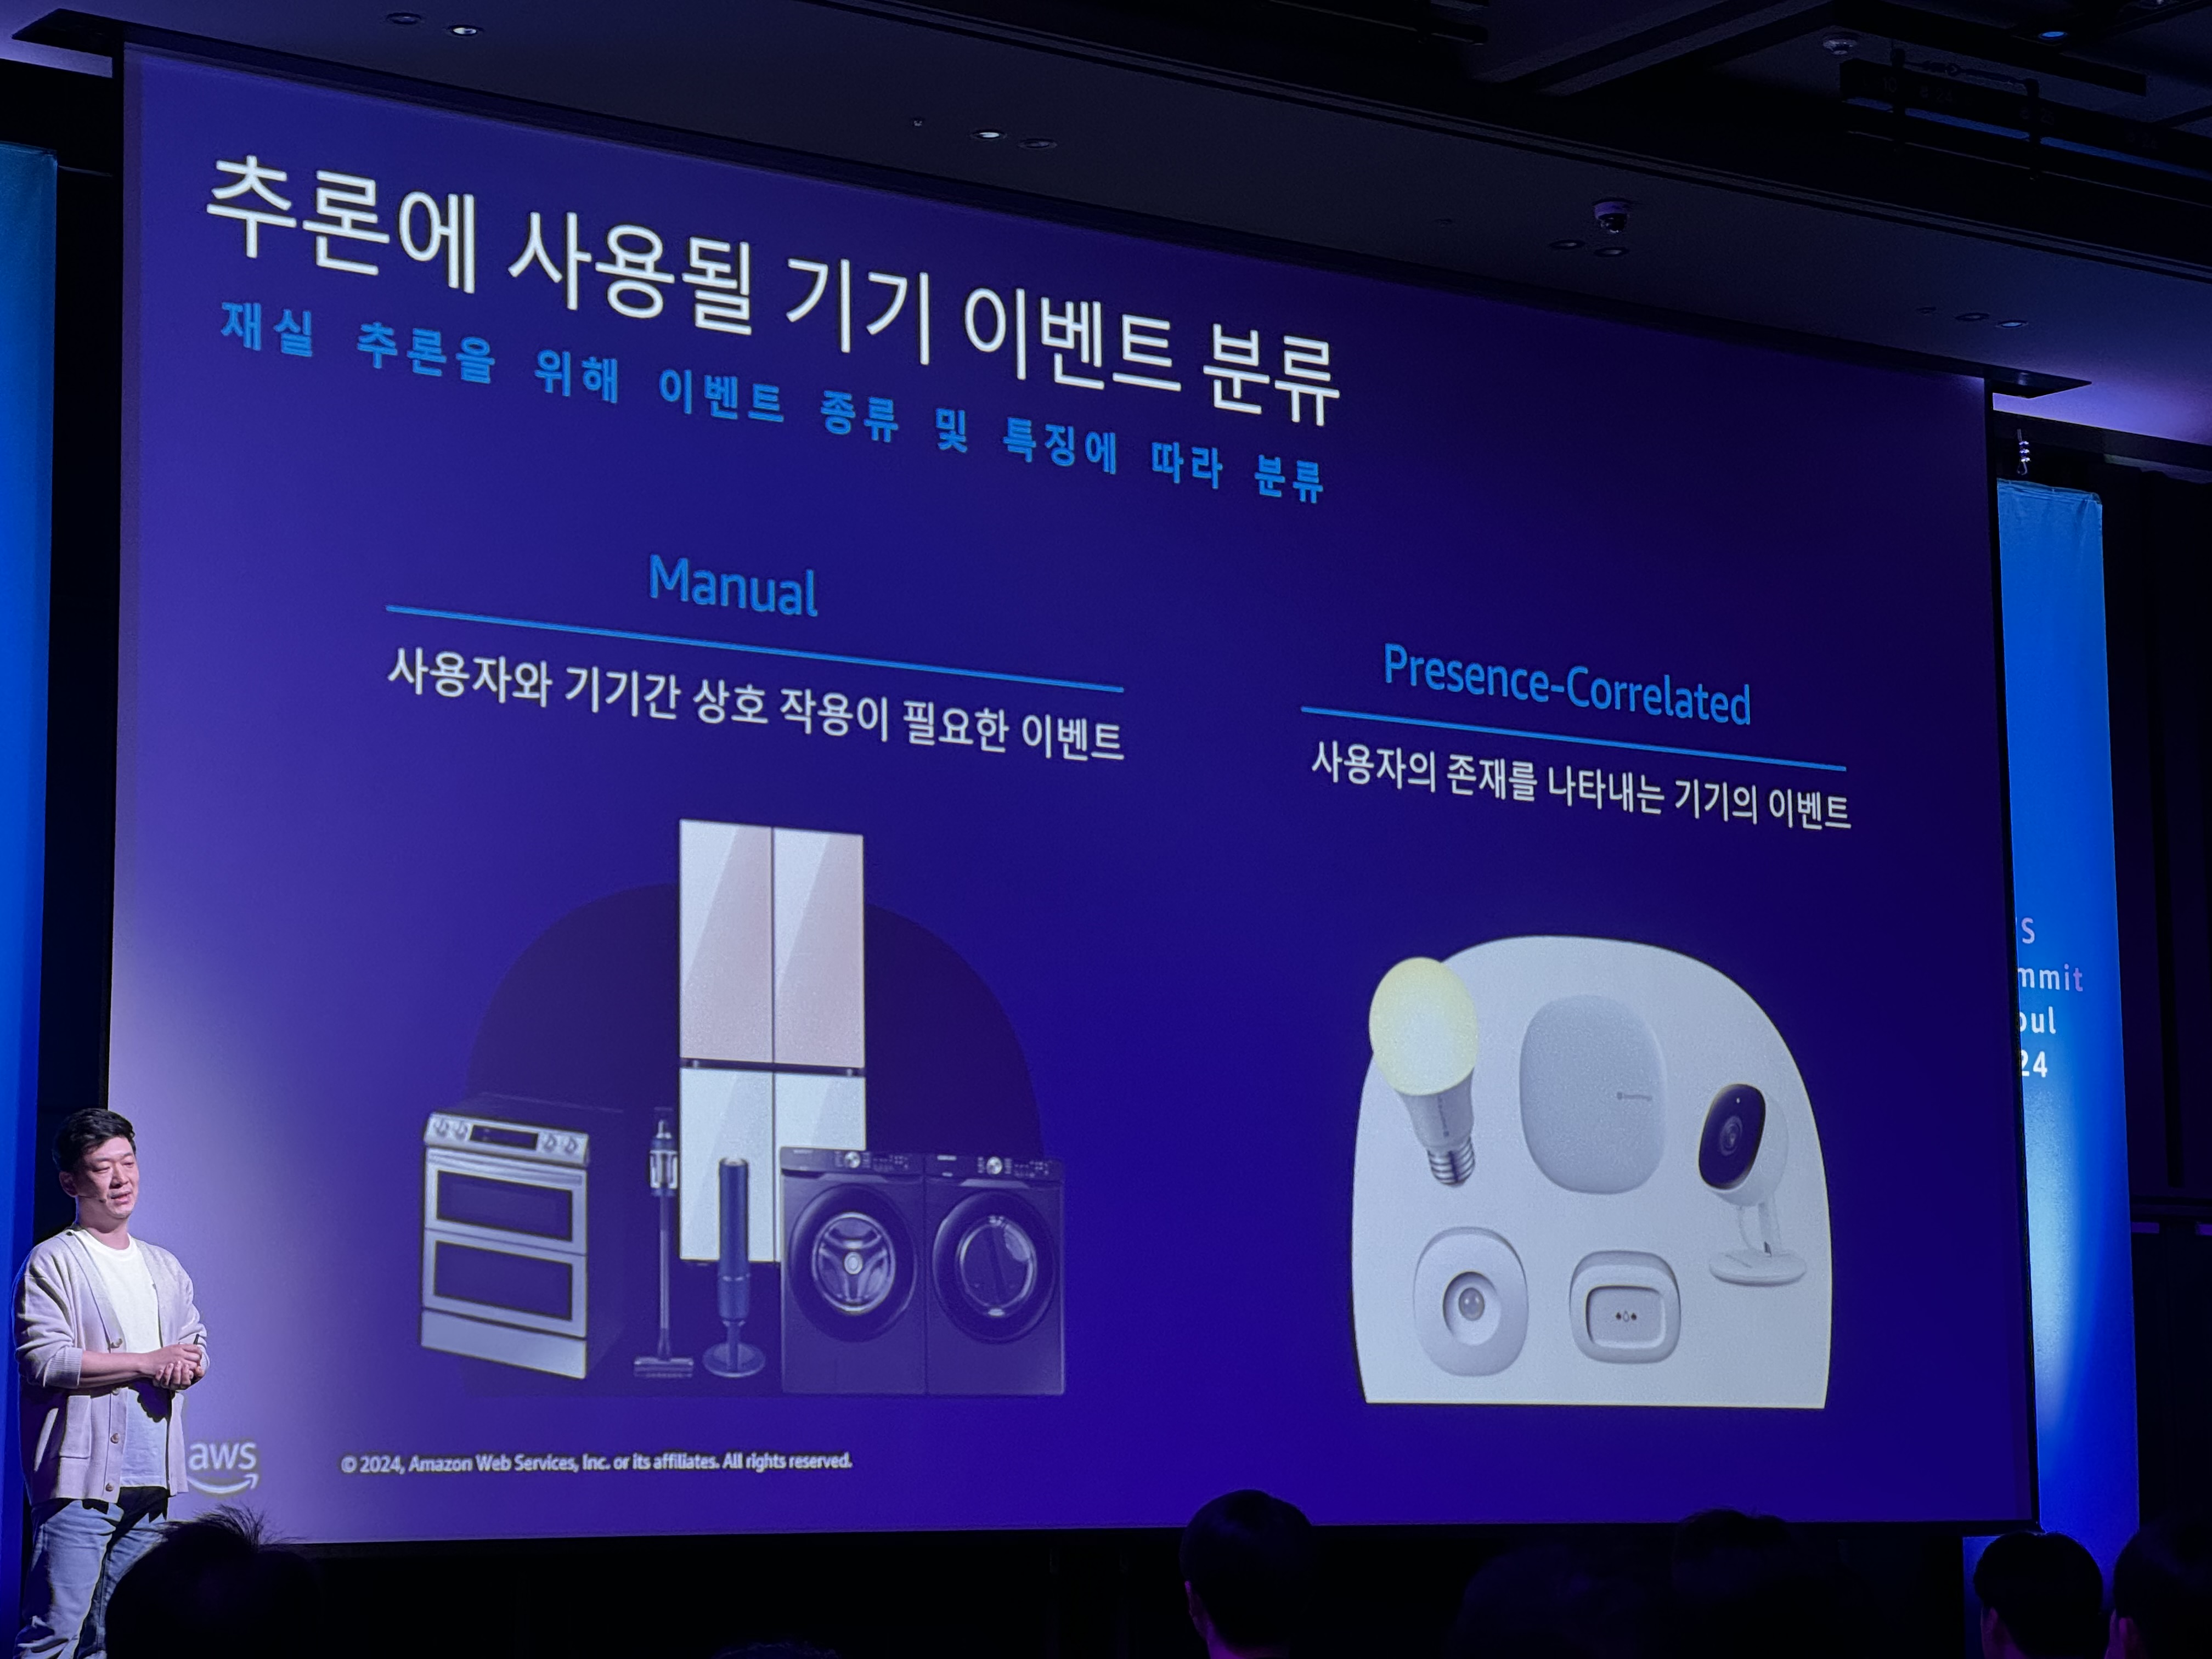 추론에 사용될 기기 이벤트 분류
재실 추론을 위해 이벤트 종류 및 특징에 따라 분류
Manual
사용자와 기기간 상호 작용이 필요한 이벤트
Presence-Correlated
사용자의 존재를 나타내는 기기의 이벤트
aws
© 2024, Amazon Web Services, Inc. or its affiliates. All rights reserved.
S
mmit
oul
24